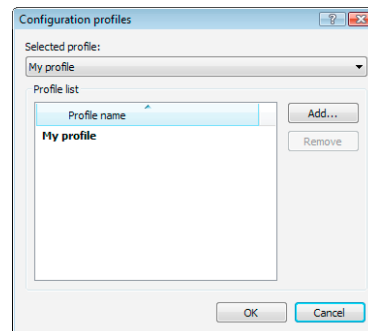 Configuration profiles
Selected profile:
My profile
Profile list
Profile name
My profile
Add...
Remove
OK
Cancel